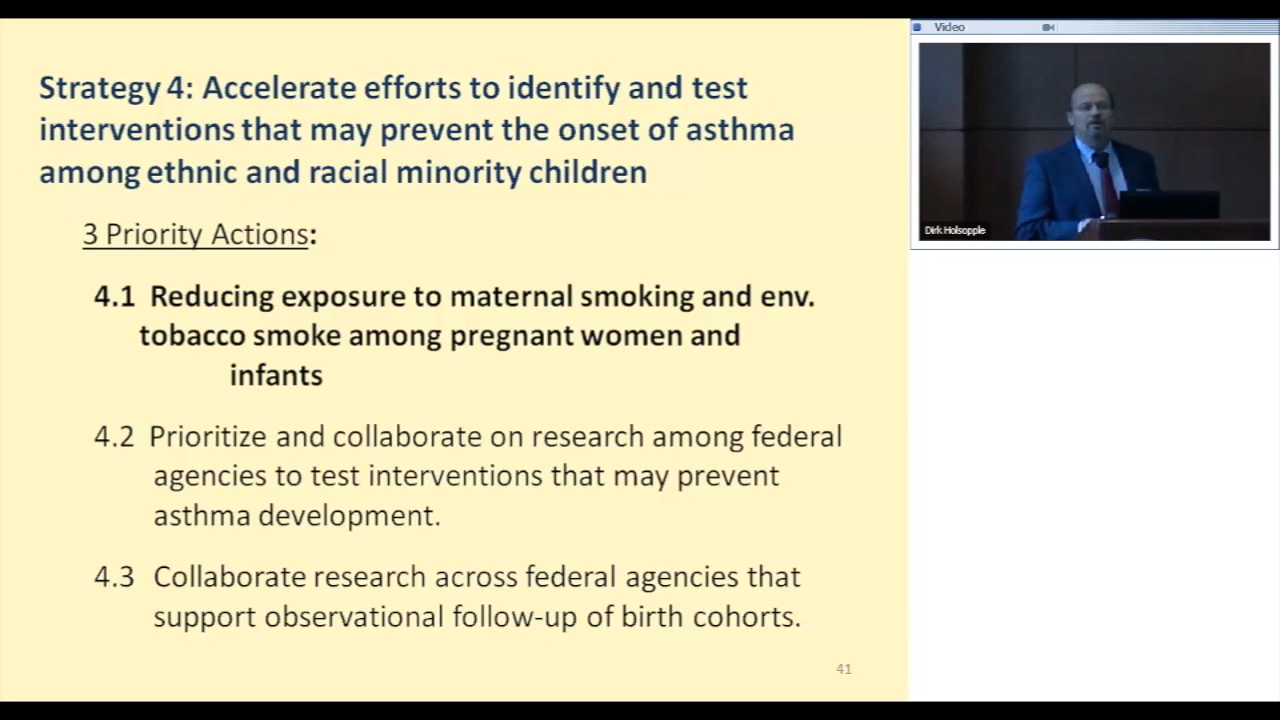 Strategy 4: Accelerate efforts to identify and test
interventions that may prevent the onset of asthma
among ethnic and racial minority children
3 Priority Actions:
4.1 Reducing exposure to maternal smoking and env.
tobacco smoke among pregnant women and
infants
4.2 Prioritize and collaborate on research among federal
agencies to test interventions that may prevent
asthma development.
4.3 Collaborate research across federal agencies that
support observational follow-up of birth cohorts.
41
Video
Dirk Holsopple